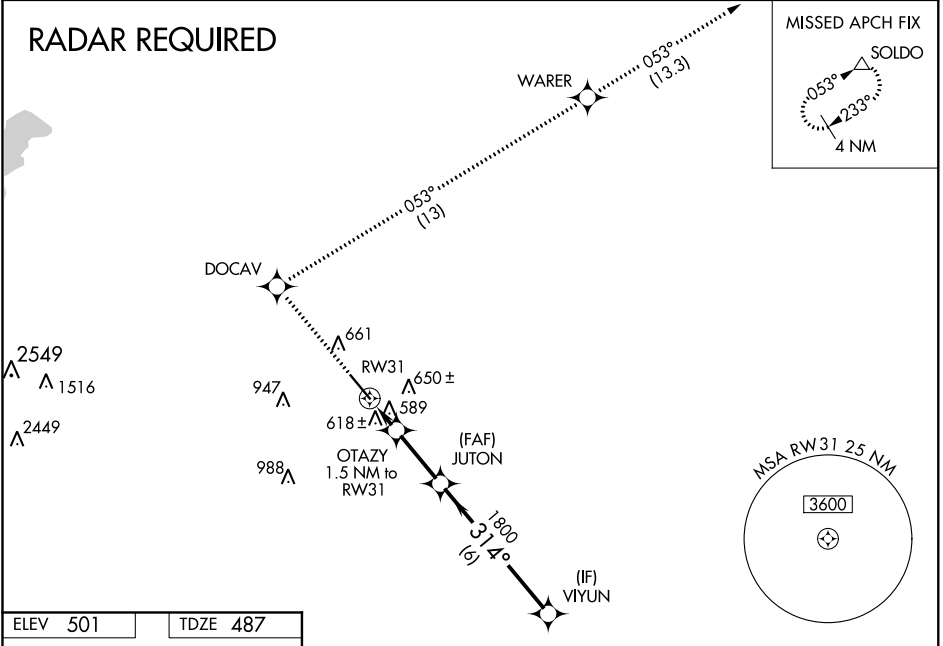 RADAR REQUIRED
MISSED APCH FIX
SOLDO
053°
233°
4 NM
053°
(13.3)
WARER
053°
(13)
DOCAV
661
2549
1516
RW31
650 ±
947
589
618 ±
2449
OTAZY
1.5 NM to
RW31
(FAF)
JUTON
988
MSA RW31 25 NM
3600
1800
314°
(6)
(IF)
VIYUN
ELEV 501
TDZE 487